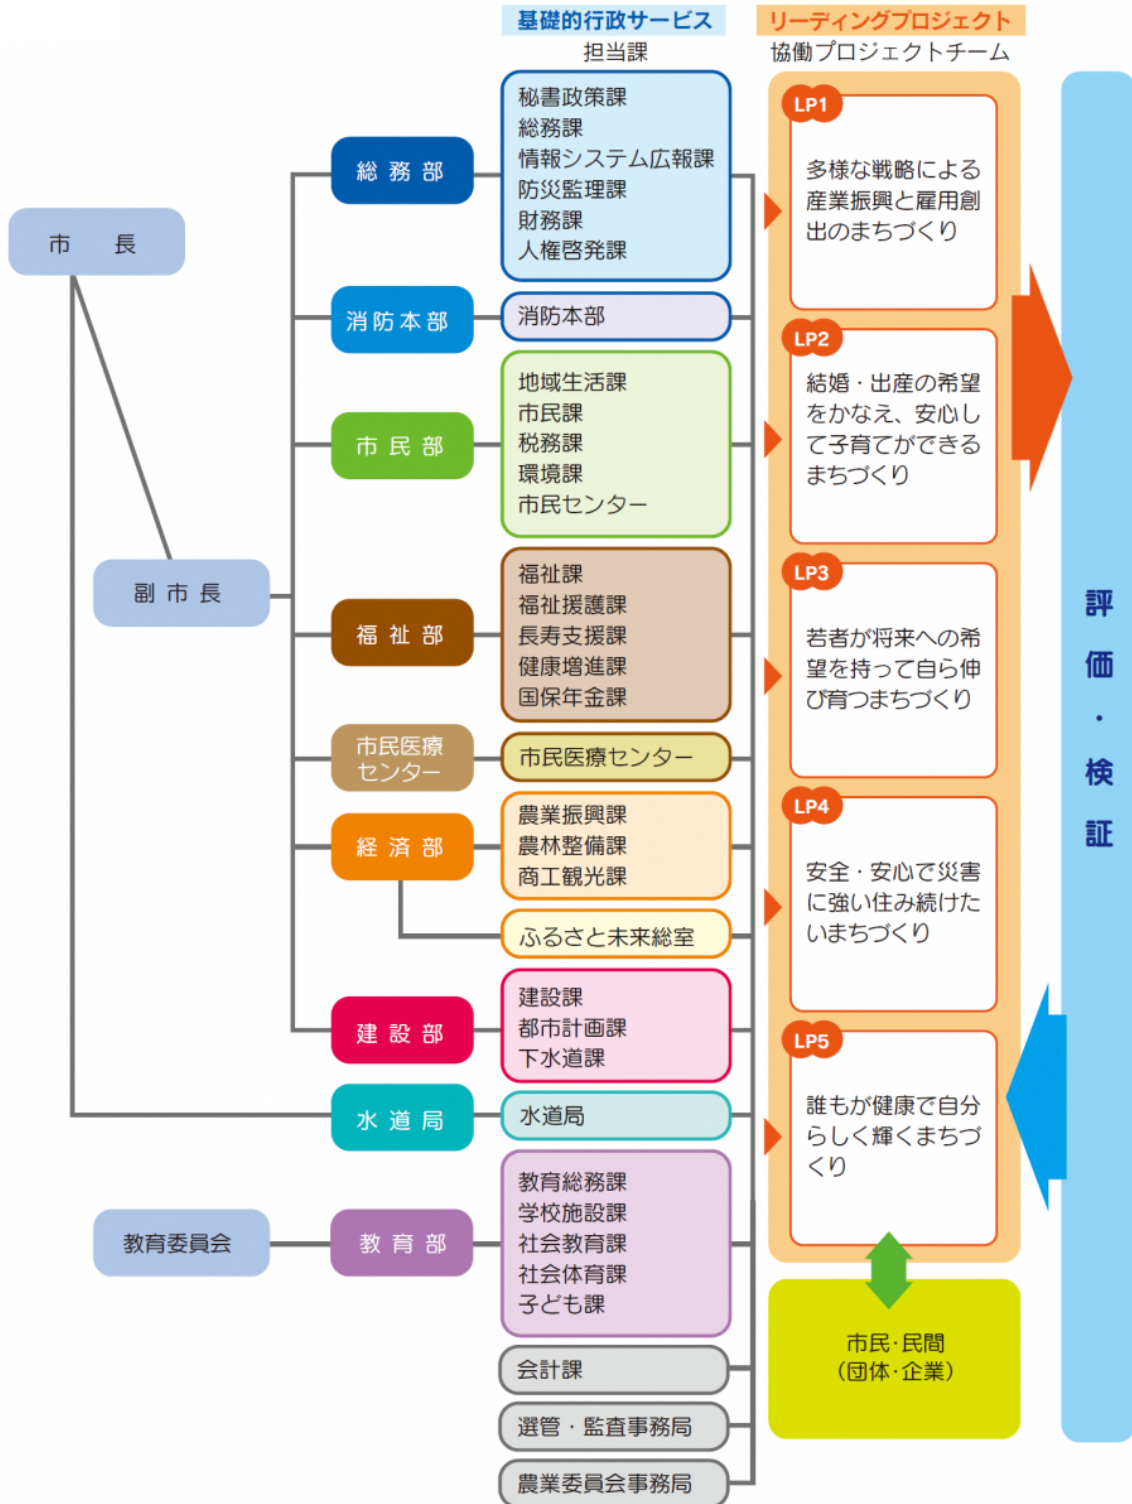 基礎的行政サービス
担当課
リーディングプロジェクト
協働プロジェクトチーム
市　長
副市長
教育委員会
総務部
秘書政策課
総務課
情報システム広報課
防災監理課
財務課
人権啓発課
消防本部
消防本部
市民部
地域生活課
市民課
税務課
環境課
市民センター
福祉部
福祉課
福祉援護課
長寿支援課
健康増進課
国保年金課
市民医療
センター
市民医療センター
経済部
農業振興課
農林整備課
商工観光課
ふるさと未来総室
建設部
建設課
都市計画課
下水道課
水道局
水道局
教育部
教育総務課
学校施設課
社会教育課
社会体育課
子ども課
会計課
選管・監査事務局
農業委員会事務局
LP1
多様な戦略による
産業振興と雇用創
出のまちづくり
LP2
結婚・出産の希望
をかなえ、安心し
て子育てができる
まちづくり
LP3
若者が将来への希
望を持って自ら伸
び育つまちづくり
LP4
安全・安心で災害
に強い住み続けた
いまちづくり
LP5
誰もが健康で自分
らしく輝くまちづ
くり
市民・民間
（団体・企業）
評価・検証